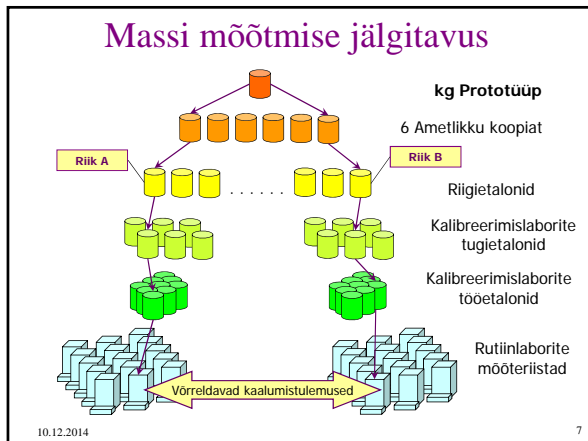 Massi mõõtmise jälgitavus
kg Prototüüp
6 Ametlikku koopiat
Riik A
Riik B
. . . . . .
Riigietalonid
Kalibreerimislaborite
tugietalonid
Kalibreerimislaborite
tööetalonid
Rutiinlaborite
mõõteriistad
Võrreldavad kaalumistulemused
10.12.2014
7